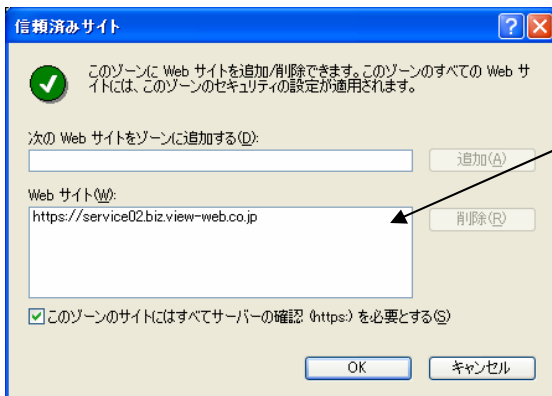 信頼済みサイト
このゾーンに Web サイトを追加/削除できます。このゾーンのすべての Web サ
イトには、このゾーンのセキュリティの設定が適用されます。
次の Web サイトをゾーンに追加する(D):
追加(A)
Web サイト(W):
https://service02.biz.view-web.co.jp
削除(R)
このゾーンのサイトにはすべてサーバーの確認 (https:) を必要とする(S)
OK
キャンセル